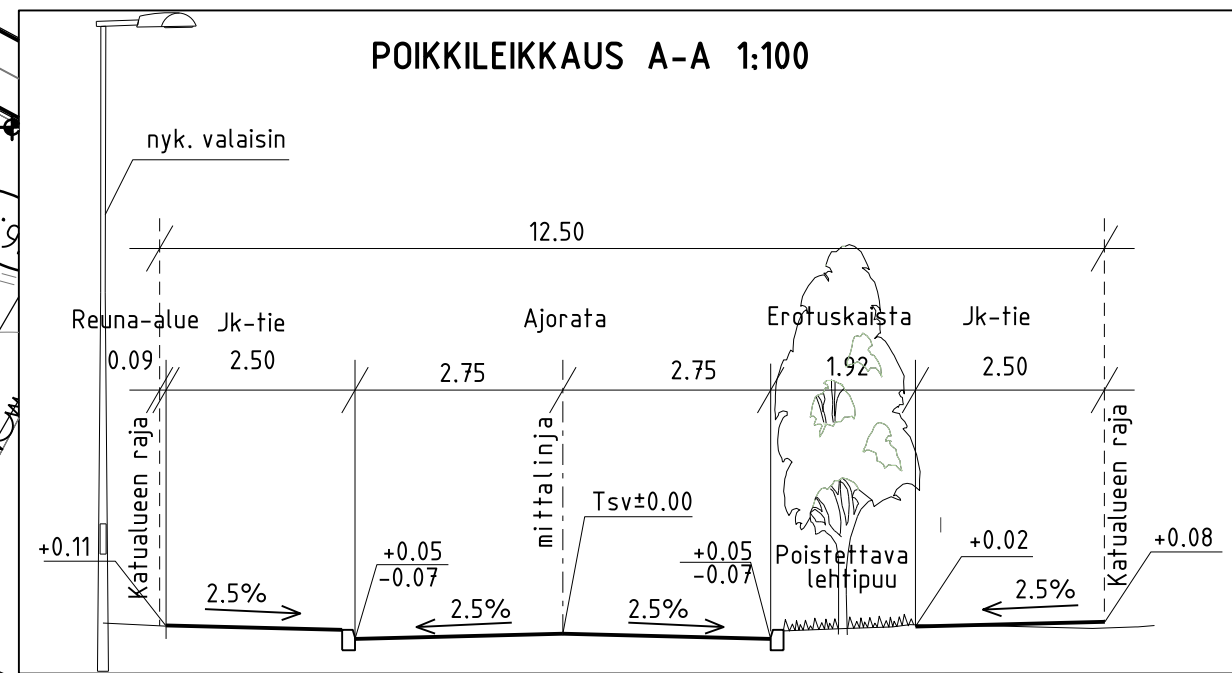 POIKKILEIKKAUS A-A 1:100
nyk. valaisin
12.50
Reuna-alue
Jk-tie
Ajorata
Erotuskaista
Jk-tie
0.09
2.50
2.75
2.75
1.92
2.50
Katualueen raja
mittalinja
Katualueen raja
Tsv±0.00
+0.11
+0.05
-0.07
+0.05
-0.07
Poistettava
lehtipuu
+0.02
+0.08
2.5%
2.5%
2.5%
2.5%